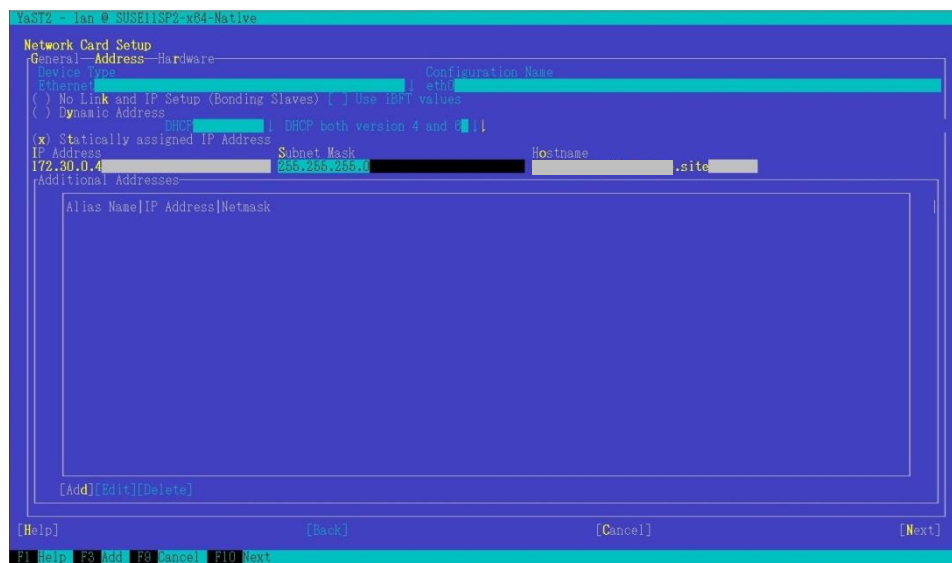 YaST2 - lan @ SUSE11SP2-x64-Native
Network Card Setup
General—Address—Hardware
Device Type Configuration Name
Ethernet eth0
( ) No Link and IP Setup (Bonding Slaves) [ ] Use iBFT values
( ) Dynamic Address
DHCP DHCP both version 4 and 6
(x) Statically assigned IP Address
IP Address Subnet Mask Hostname
172.30.0.4 255.255.255.0 .site
Additional Addresses
Alias Name|IP Address|Netmask
[Add][Edit][Delete]
[Help] [Back] [Cancel] [Next]
F1 Help F3 Add F9 Cancel F10 Next